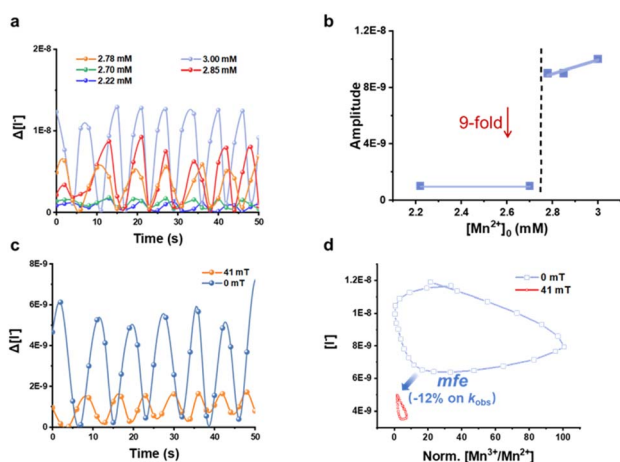 a
Δ[I⁻]
2E-8
1E-8
0
2.78 mM
2.70 mM
2.22 mM
3.00 mM
2.85 mM
0 10 20 30 40 50
Time (s)
b
Amplitude
1.2E-8
8E-9
4E-9
0
9-fold
2.2 2.4 2.6 2.8 3
[Mn²⁺]₀ (mM)
c
Δ[I⁻]
8E-9
6E-9
4E-9
2E-9
0
41 mT
0 mT
0 10 20 30 40 50
Time (s)
d
[I⁻]
1.2E-8
1E-8
8E-9
6E-9
4E-9
0 mT
41 mT
mfe
(-12% on kobs)
0 20 40 60 80 100
Norm. [Mn³⁺/Mn²⁺]